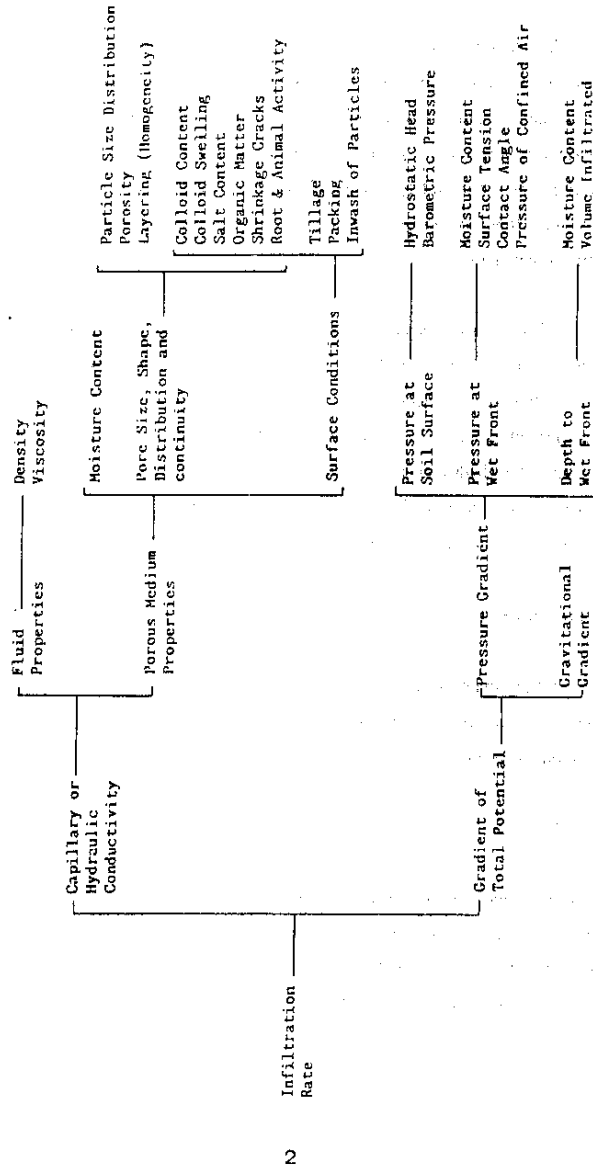 Infiltration
Rate
Capillary or
Hydraulic
Conductivity
Fluid
Properties
Density
Viscosity
Porous Medium
Properties
Moisture Content
Pore Size, Shape,
Distribution and
continuity
Particle Size Distribution
Porosity
Layering (Homogeneity)
Colloid Content
Colloid Swelling
Salt Content
Organic Matter
Shrinkage Cracks
Root & Animal Activity
Surface Conditions
Tillage
Packing
Inwash of Particles
Gradient of
Total Potential
Pressure Gradient
Pressure at
Soil Surface
Hydrostatic Head
Barometric Pressure
Pressure at
Wet Front
Moisture Content
Surface Tension
Contact Angle
Pressure of Confined Air
Depth to
Wet Front
Moisture Content
Volume Infiltrated
Gravitational
Gradient
2